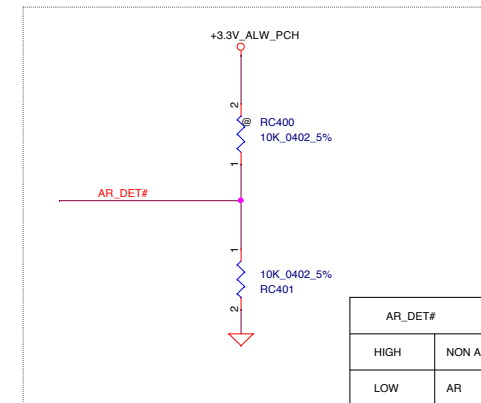 +3.3V_ALW_PCH
2
@ RC400
10K_0402_5%
1
AR_DET#
1
10K_0402_5%
RC401
2
AR_DET#
HIGH NON A
LOW AR